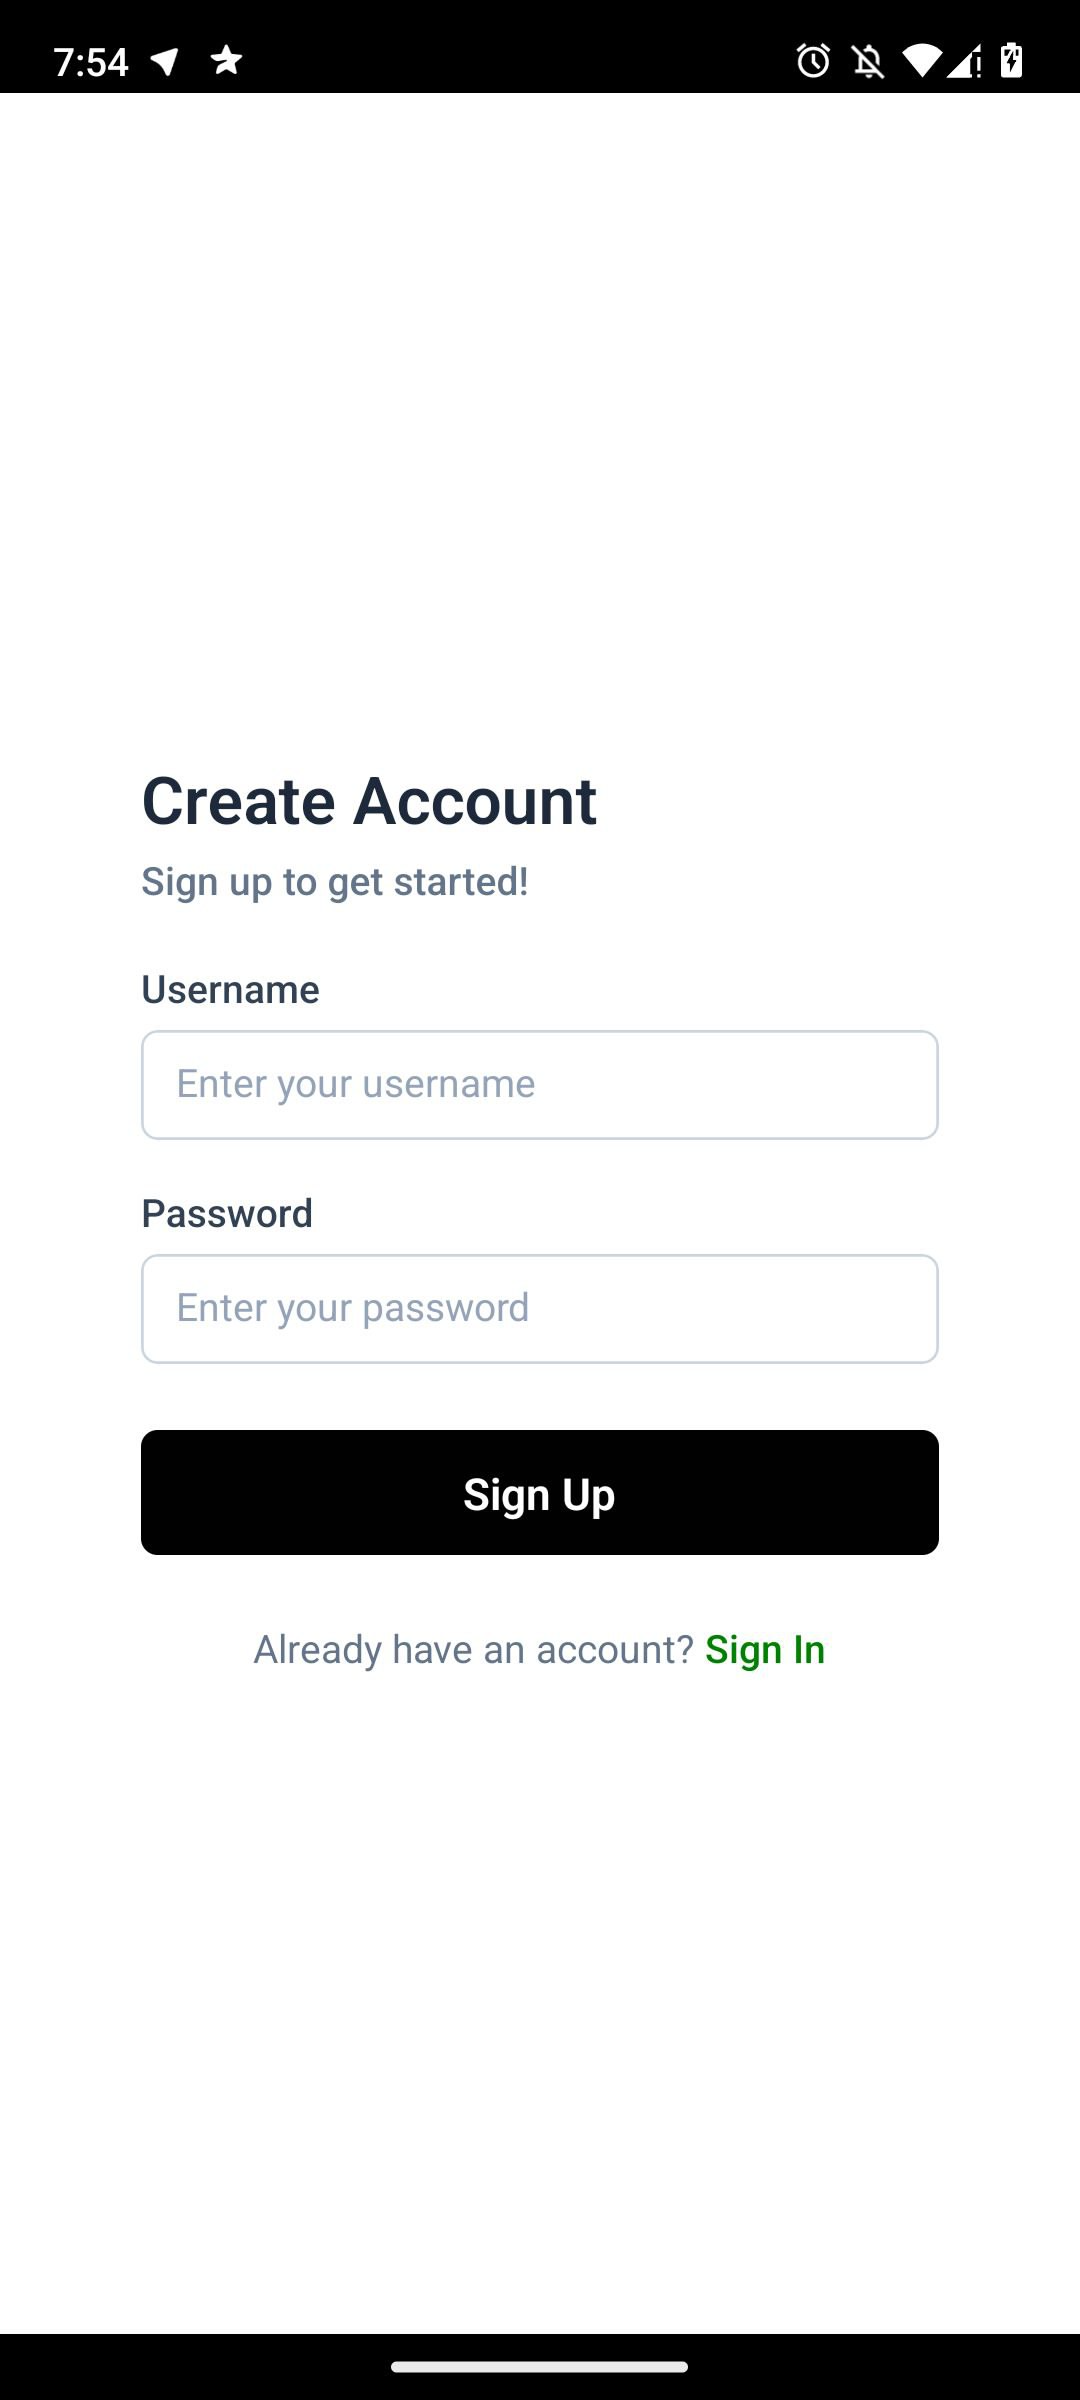 7:54
Create Account
Sign up to get started!
Username
Enter your username
Password
Enter your password
Sign Up
Already have an account? Sign In